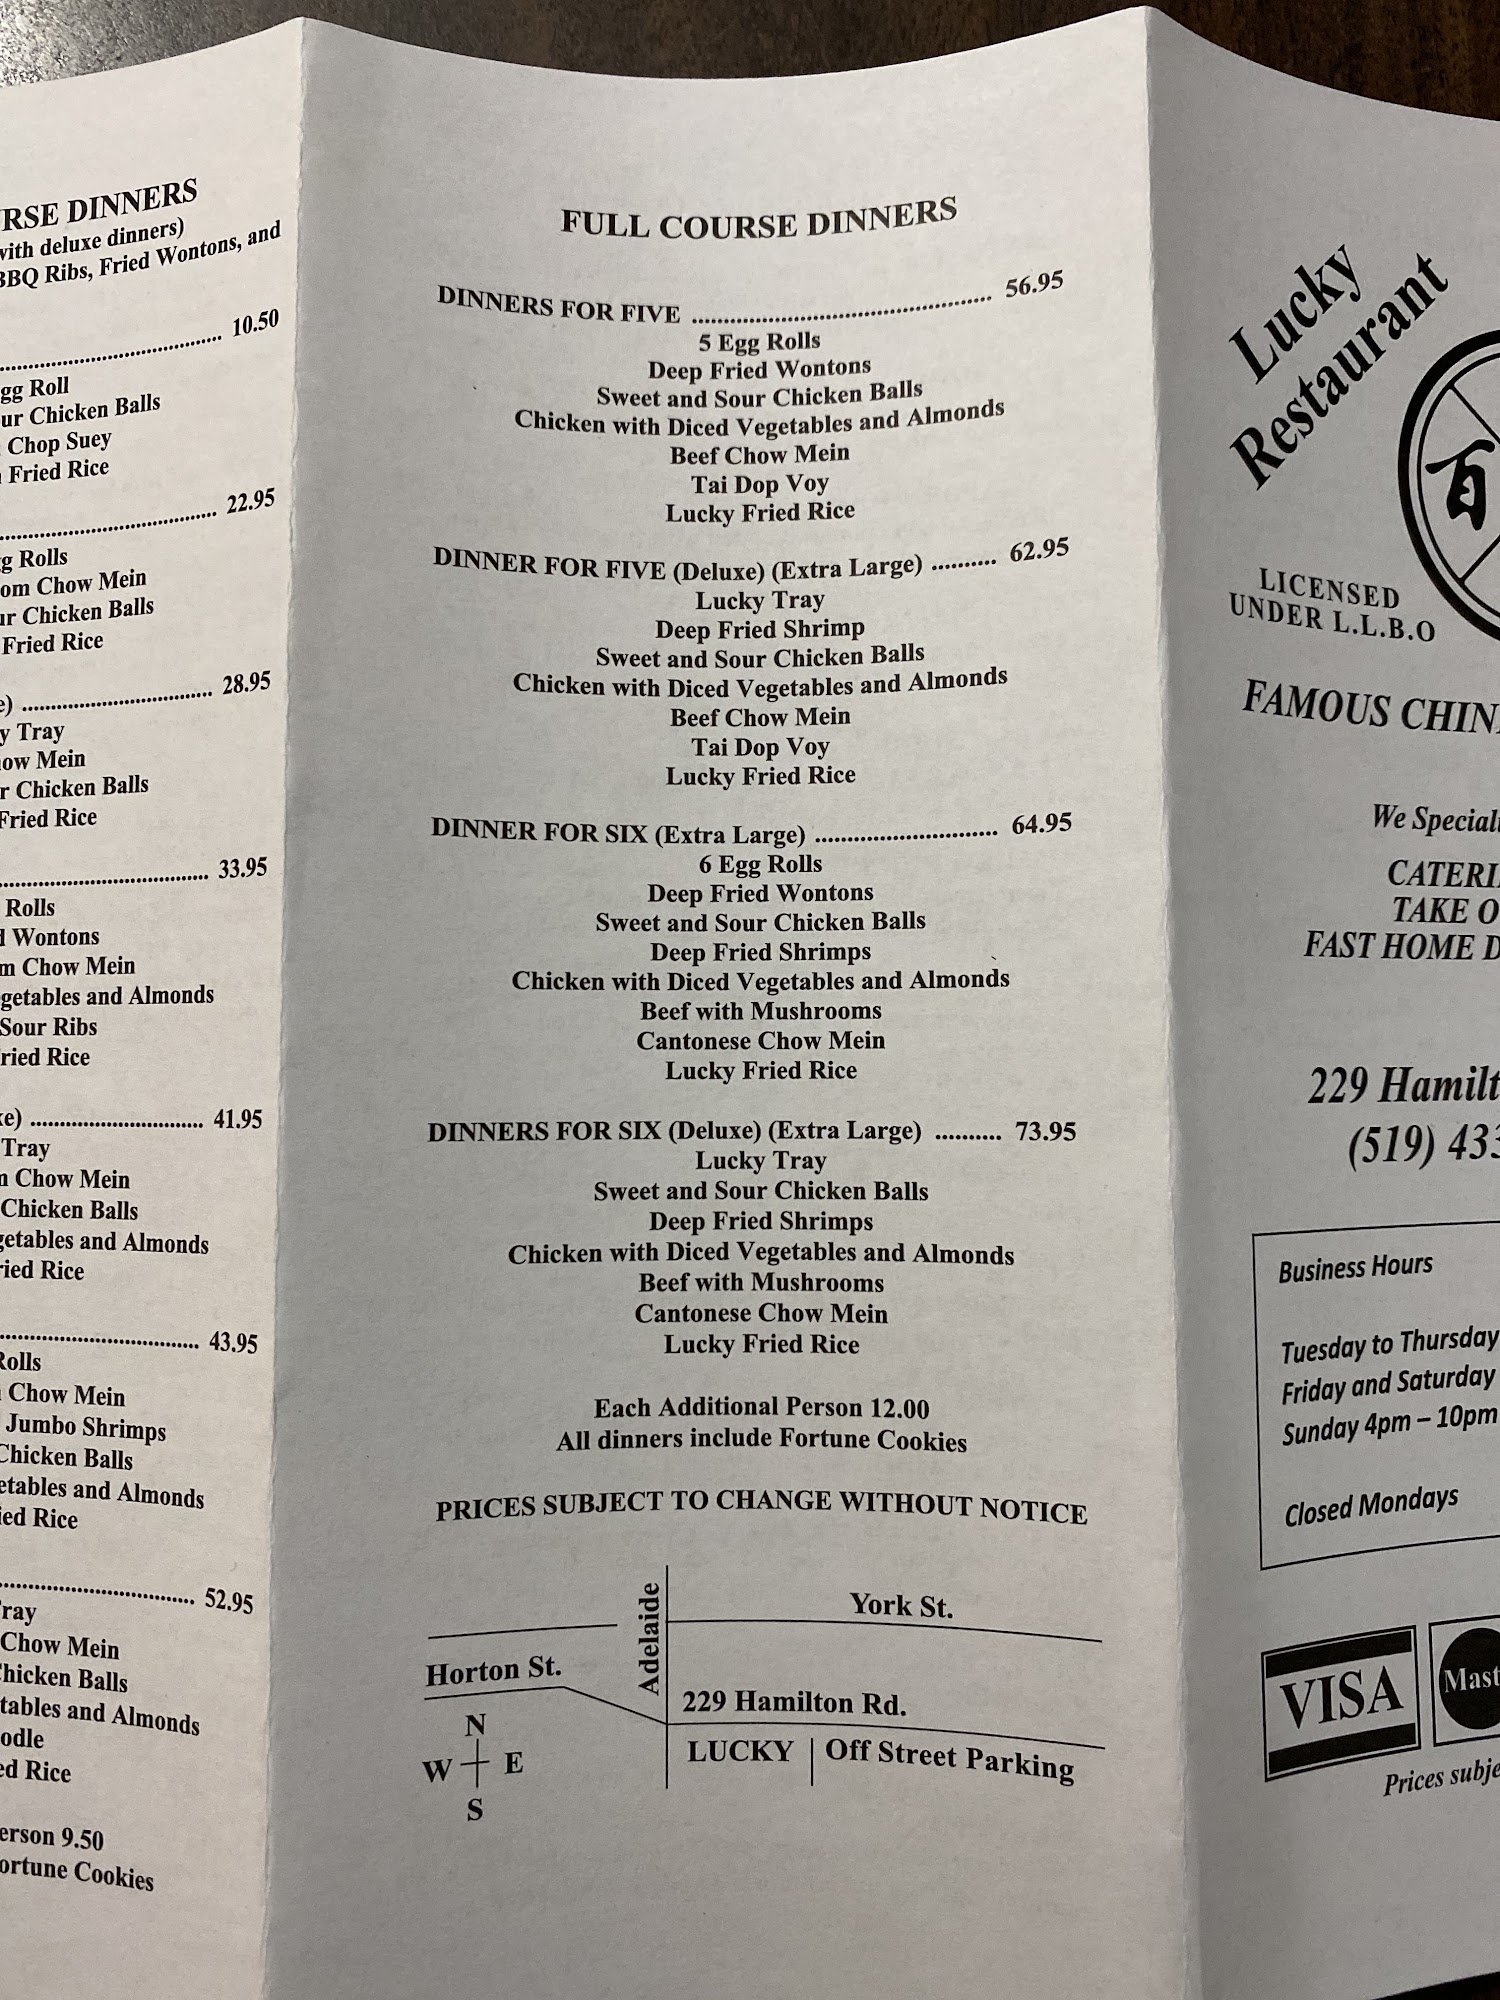 RSE DINNERS
with deluxe dinners)
BBQ Ribs, Fried Wontons, and
10.50
gg Roll
ur Chicken Balls
Chop Suey
Fried Rice
22.95
g Rolls
om Chow Mein
ur Chicken Balls
Fried Rice
e) 28.95
y Tray
ow Mein
r Chicken Balls
Fried Rice
33.95
Rolls
d Wontons
m Chow Mein
getables and Almonds
Sour Ribs
ried Rice
xe) 41.95
Tray
n Chow Mein
Chicken Balls
getables and Almonds
ried Rice
43.95
Rolls
Chow Mein
Jumbo Shrimps
Chicken Balls
etables and Almonds
ied Rice
52.95
Tray
Chow Mein
hicken Balls
tables and Almonds
odle
ed Rice
erson 9.50
ortune Cookies
FULL COURSE DINNERS
DINNERS FOR FIVE 56.95
5 Egg Rolls
Deep Fried Wontons
Sweet and Sour Chicken Balls
Chicken with Diced Vegetables and Almonds
Beef Chow Mein
Tai Dop Voy
Lucky Fried Rice
DINNER FOR FIVE (Deluxe) (Extra Large) .......... 62.95
Lucky Tray
Deep Fried Shrimp
Sweet and Sour Chicken Balls
Chicken with Diced Vegetables and Almonds
Beef Chow Mein
Tai Dop Voy
Lucky Fried Rice
DINNER FOR SIX (Extra Large) 64.95
6 Egg Rolls
Deep Fried Wontons
Sweet and Sour Chicken Balls
Deep Fried Shrimps
Chicken with Diced Vegetables and Almonds
Beef with Mushrooms
Cantonese Chow Mein
Lucky Fried Rice
DINNERS FOR SIX (Deluxe) (Extra Large) .......... 73.95
Lucky Tray
Sweet and Sour Chicken Balls
Deep Fried Shrimps
Chicken with Diced Vegetables and Almonds
Beef with Mushrooms
Cantonese Chow Mein
Lucky Fried Rice
Each Additional Person 12.00
All dinners include Fortune Cookies
PRICES SUBJECT TO CHANGE WITHOUT NOTICE
York St.
Adelaide
Horton St.
229 Hamilton Rd.
LUCKY
Off Street Parking
N
W E
S
Lucky
Restaurant
百
LICENSED
UNDER L.L.B.O
FAMOUS CHIN
We Speciali
CATERI
TAKE O
FAST HOME D
229 Hamilt
(519) 433
Business Hours
Tuesday to Thursday
Friday and Saturday
Sunday 4pm – 10pm
Closed Mondays
VISA
Mast
Prices subje